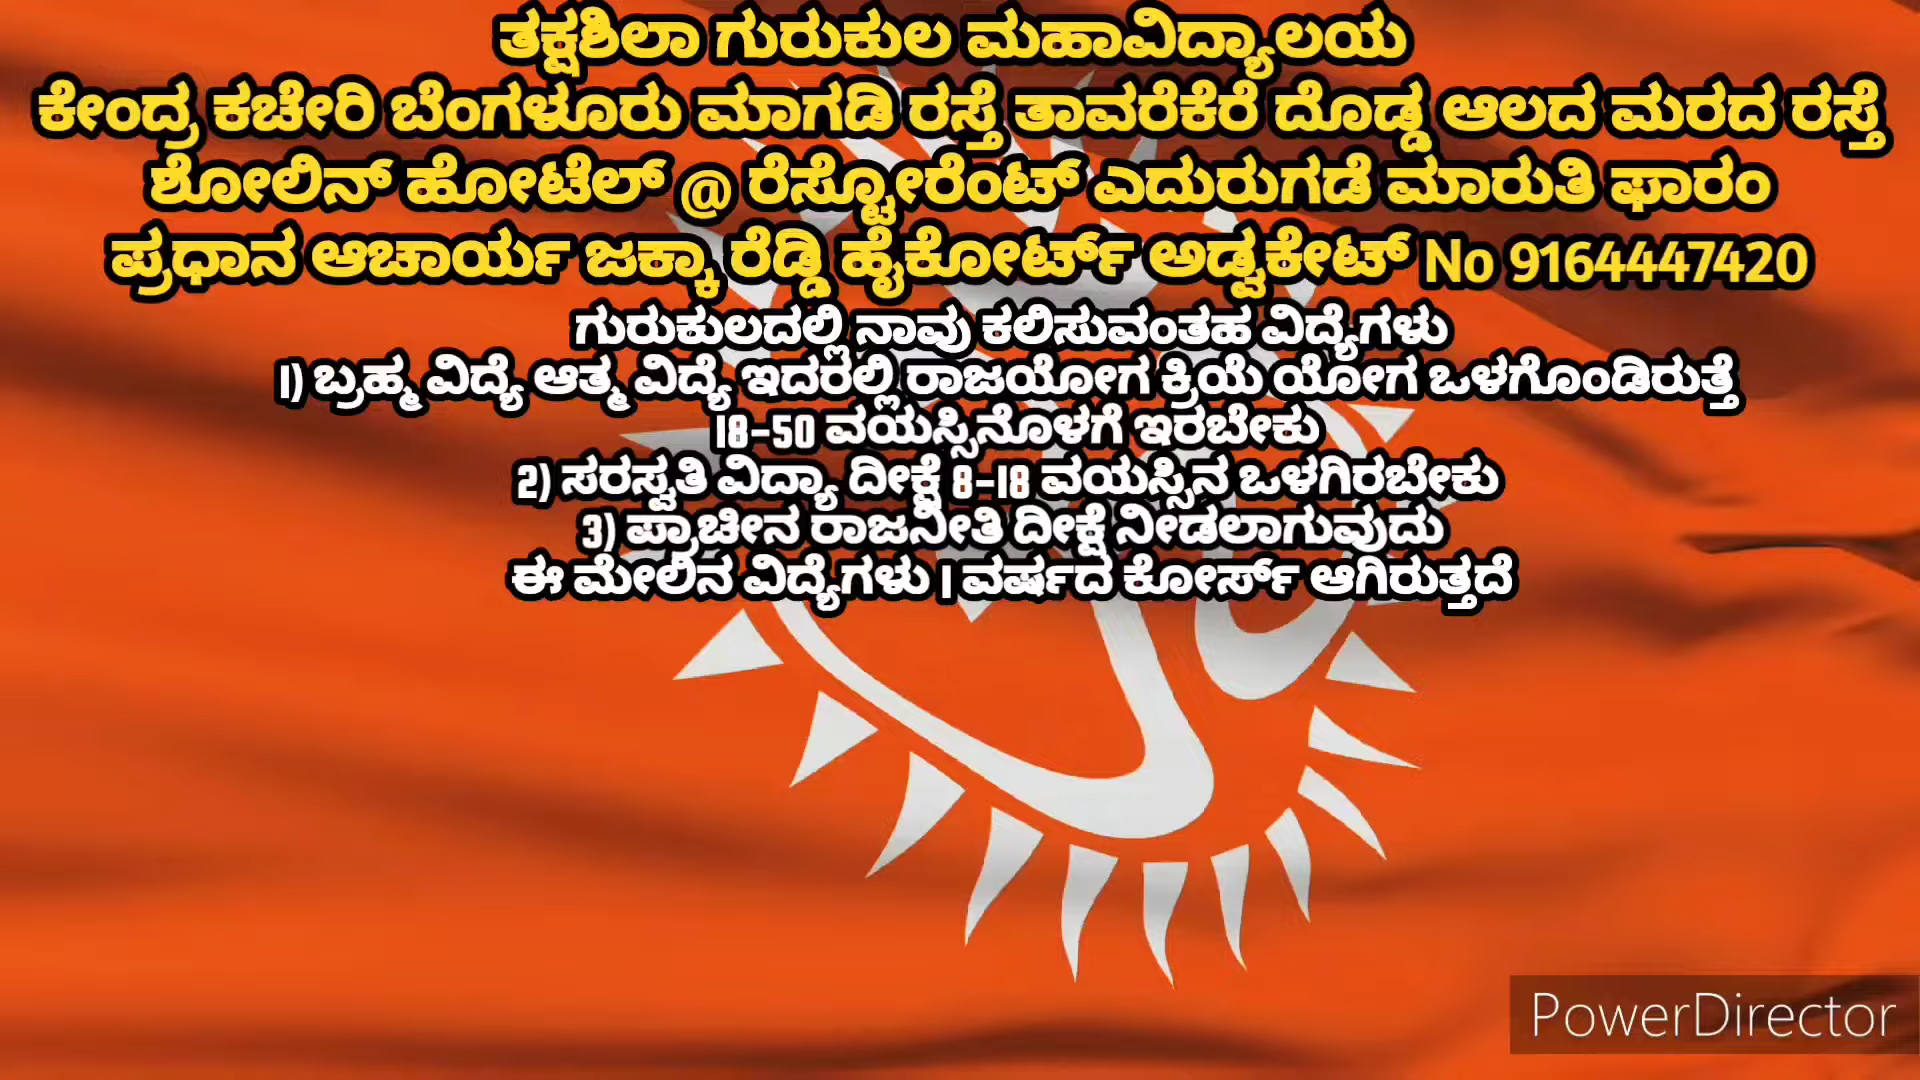 ತಕ್ಷಶಿಲಾ ಗುರುಕುಲ ಮಹಾವಿದ್ಯಾಲಯ
ಕೇಂದ್ರ ಕಚೇರಿ ಬೆಂಗಳೂರು ಮಾಗಡಿ ರಸ್ತೆ ತಾವರೆಕೆರೆ ದೊಡ್ಡ ಆಲದ ಮರದ ರಸ್ತೆ
ಶೋಲಿನ್ ಹೋಟೆಲ್ @ ರೆಸ್ಟೋರೆಂಟ್ ಎದುರುಗಡೆ ಮಾರುತಿ ಫಾರಂ
ಪ್ರಧಾನ ಆಚಾರ್ಯ ಜಕ್ಕಾ ರೆಡ್ಡಿ ಹೈಕೋರ್ಟ್ ಅಡ್ವಕೇಟ್ No 9164447420
ಗುರುಕುಲದಲ್ಲಿ ನಾವು ಕಲಿಸುವಂತಹ ವಿದ್ಯೆಗಳು
1) ಬ್ರಹ್ಮ ವಿದ್ಯೆ ಆತ್ಮ ವಿದ್ಯೆ ಇದರಲ್ಲಿ ರಾಜಯೋಗ ಕ್ರಿಯೆ ಯೋಗ ಒಳಗೊಂಡಿರುತ್ತೆ
18-50 ವಯಸ್ಸಿನೊಳಗೆ ಇರಬೇಕು
2) ಸರಸ್ವತಿ ವಿದ್ಯಾ ದೀಕ್ಷೆ 8-18 ವಯಸ್ಸಿನ ಒಳಗಿರಬೇಕು
3) ಪ್ರಾಚೀನ ರಾಜನೀತಿ ದೀಕ್ಷೆ ನೀಡಲಾಗುವುದು
ಈ ಮೇಲಿನ ವಿದ್ಯೆಗಳು 1 ವರ್ಷದ ಕೋರ್ಸ್ ಆಗಿರುತ್ತದೆ
PowerDirector